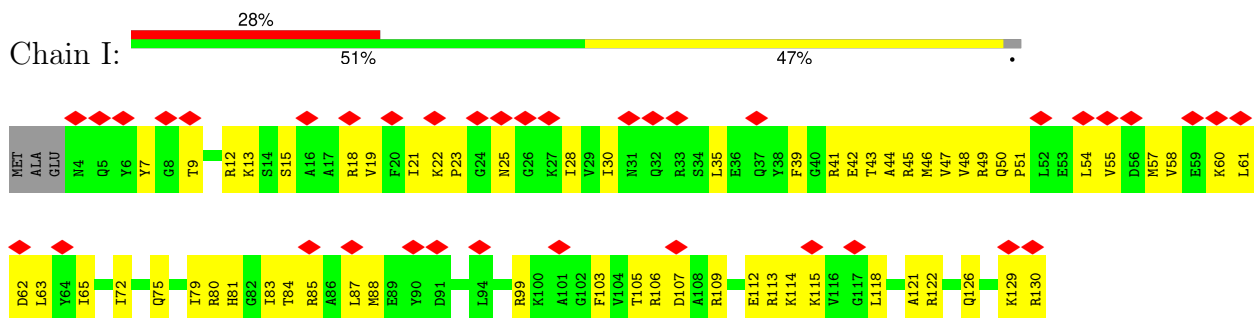 28%
Chain I:
51% 47% •
MET ALA GLU N4 Q5 Y6 Y7 G8 T9 R12 K13 S14 S15 A16 A17 R18 V19 F20 I21 K22 P23 G24 N25 G26 K27 I28 V29 I30 N31 Q32 R33 S34 L35 E36 Q37 Y38 F39 G40 R41 E42 T43 A44 R45 M46 V47 V48 R49 Q50 P51 L52 E53 L54 V55 D56 M57 V58 E59 K60 L61
D62 L63 Y64 I65 I72 Q75 I79 R80 H81 G82 I83 T84 R85 A86 L87 M88 E89 Y90 D91 L94 R99 K100 A101 G102 F103 V104 T105 R106 D107 A108 R109 E112 R113 K114 K115 V116 G117 L118 A121 R122 Q126 K129 R130